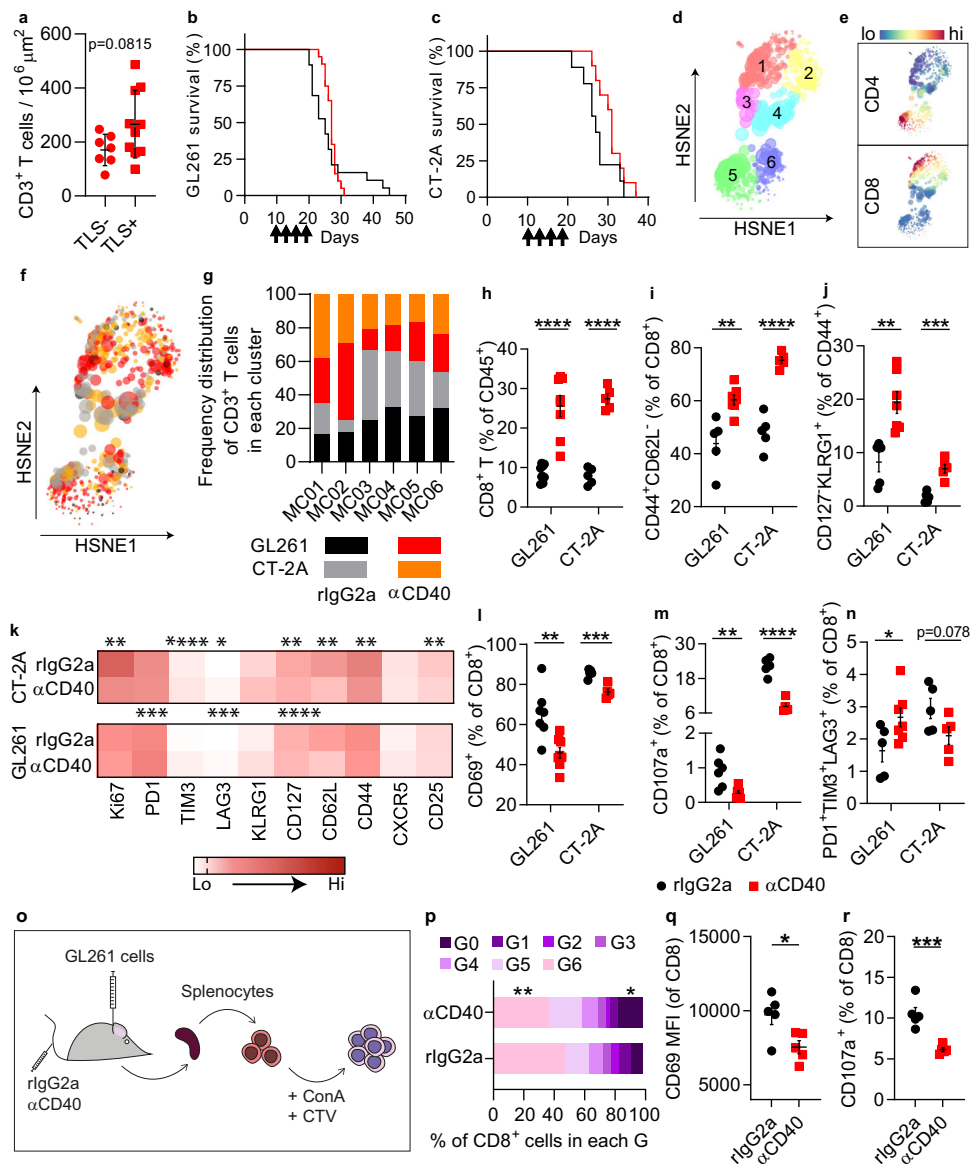 a
p=0.0815
CD3+ T cells / 10^6 µm^2
600
400
200
0
TLS-
TLS+
b
GL261 survival (%)
100
75
50
25
0
0 10 20 30 40 50
Days
c
CT-2A survival (%)
100
75
50
25
0
0 10 20 30 40
Days
d
HSNE2
HSNE1
1
2
3
4
5
6
e
lo hi
CD4
CD8
f
HSNE2
HSNE1
g
Frequency distribution
of CD3+ T cells
in each cluster
100
80
60
40
20
0
MC01 MC02 MC03 MC04 MC05 MC06
GL261
CT-2A
rIgG2a αCD40
h
**** ****
CD8+ T (% of CD45+)
40
30
20
10
0
GL261 CT-2A
i
** ****
CD44+CD62L- (% of CD8+)
80
60
40
20
GL261 CT-2A
j
** ***
CD127-KLRG1+ (% of CD44+)
30
20
10
0
GL261 CT-2A
k
** **** * ** ** ** **
CT-2A
rIgG2a
αCD40
*** *** ****
GL261
rIgG2a
αCD40
Ki67 PD1 TIM3 LAG3 KLRG1 CD127 CD62L CD44 CXCR5 CD25
Lo Hi
l
** ***
CD69+ (% of CD8+)
100
80
60
40
20
GL261 CT-2A
m
** ****
CD107a+ (% of CD8+)
30
22
14
6
2
1
0
GL261 CT-2A
n
* p=0.078
PD1+TIM3+LAG3+ (% of CD8+)
6
5
4
3
2
1
0
GL261 CT-2A
rIgG2a αCD40
o
GL261 cells
Splenocytes
rIgG2a
αCD40
+ ConA
+ CTV
p
G0 G1 G2 G3
G4 G5 G6
** *
αCD40
rIgG2a
0 20 40 60 80 100
% of CD8+ cells in each G
q
*
CD69 MFI (of CD8)
15000
10000
5000
rIgG2a
αCD40
r
***
CD107a+ (% of CD8)
20
15
10
5
0
rIgG2a
αCD40